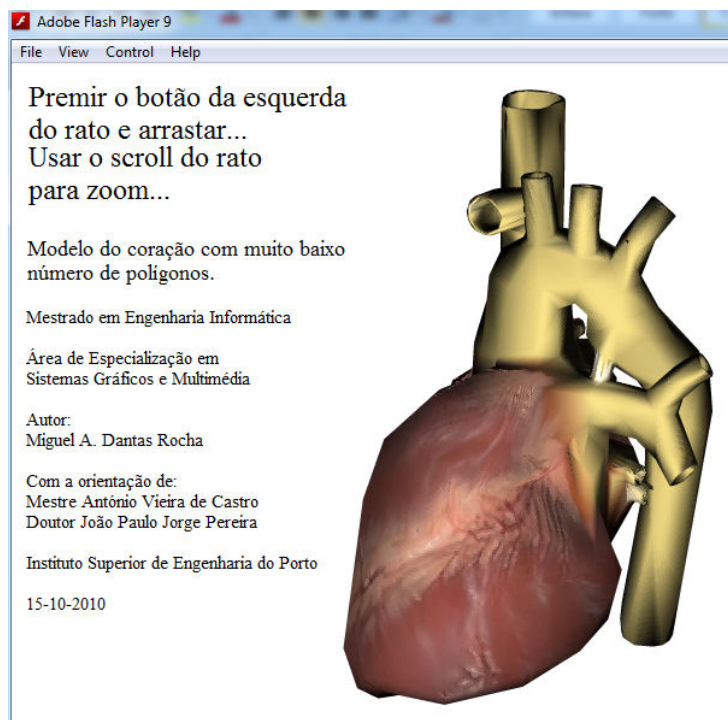 Adobe Flash Player 9
File View Control Help
Premir o botão da esquerda
do rato e arrastar...
Usar o scroll do rato
para zoom...
Modelo do coração com muito baixo
número de polígonos.
Mestrado em Engenharia Informática
Área de Especialização em
Sistemas Gráficos e Multimédia
Autor:
Miguel A. Dantas Rocha
Com a orientação de:
Mestre António Vieira de Castro
Doutor João Paulo Jorge Pereira
Instituto Superior de Engenharia do Porto
15-10-2010